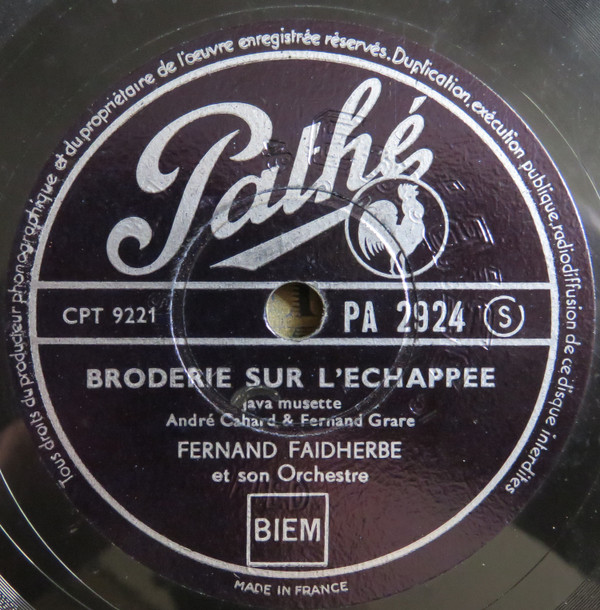 Tous droits du producteur phonographique et du propriétaire de l'œuvre enregistrée réservés. Duplication, exécution publique, radiodiffusion de ce disque interdites
Pathé
CPT 9221
PA 2924 S
BRODERIE SUR L'ECHAPPEE
java musette
André Cahard & Fernand Grare
FERNAND FAIDHERBE
et son Orchestre
BIEM
MADE IN FRANCE